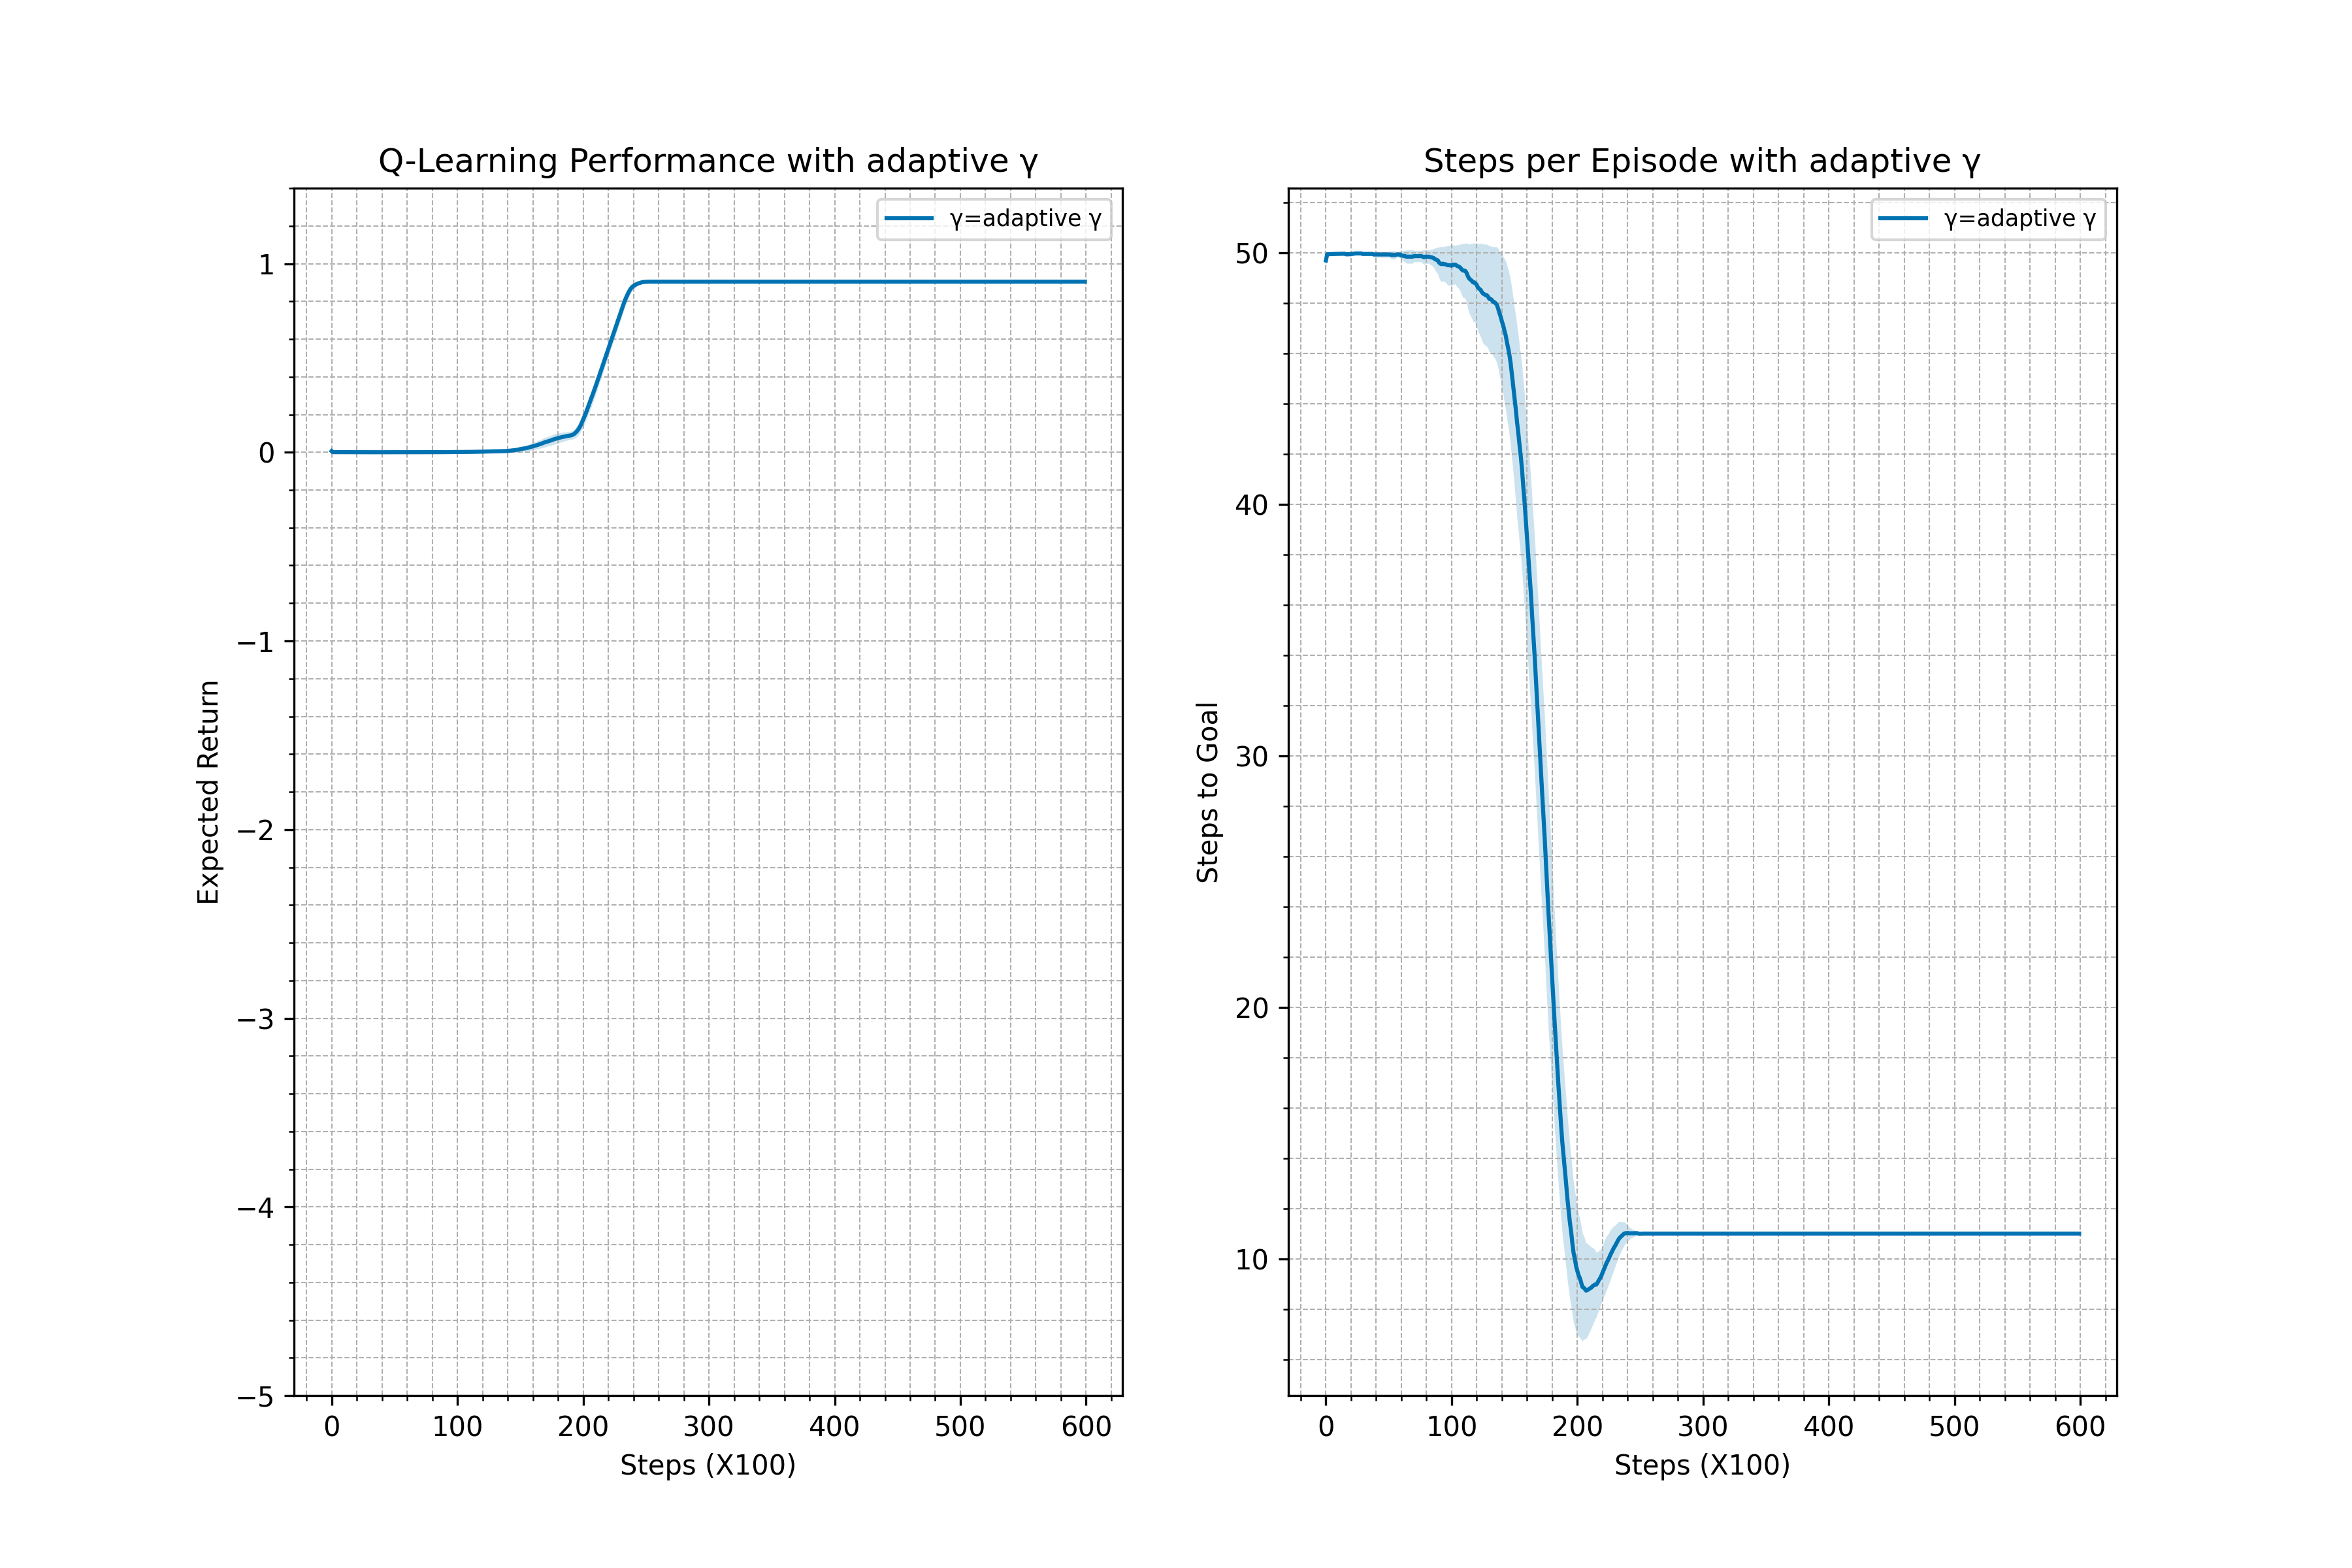 Q-Learning Performance with adaptive γ
γ=adaptive γ
1
0
−1
−2
−3
−4
−5
Expected Return
0 100 200 300 400 500 600
Steps (X100)
Steps per Episode with adaptive γ
γ=adaptive γ
50
40
30
20
10
Steps to Goal
0 100 200 300 400 500 600
Steps (X100)